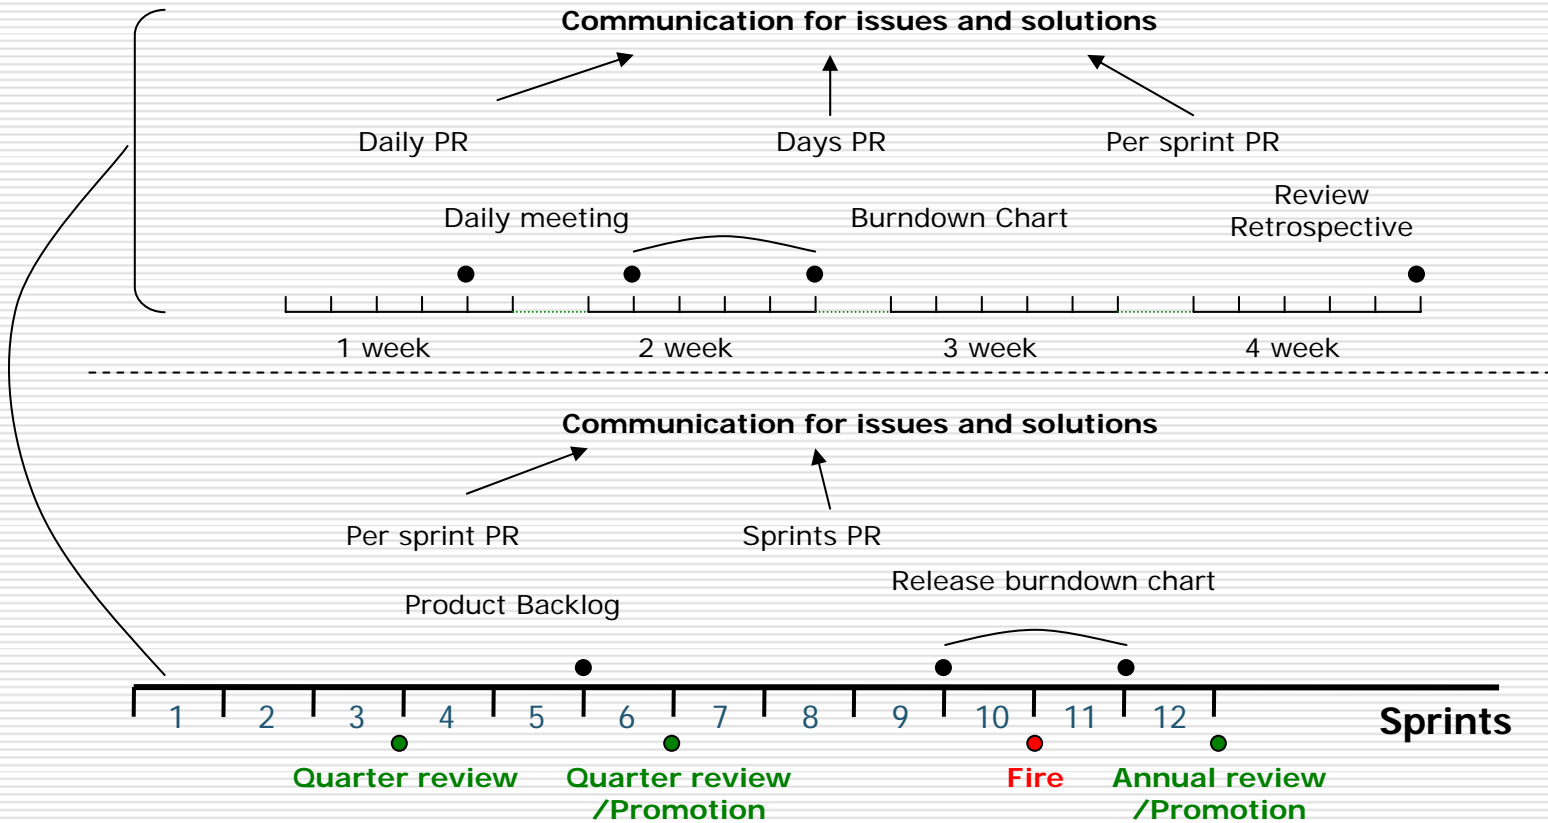 Communication for issues and solutions
Daily PR
Days PR
Per sprint PR
Daily meeting
Burndown Chart
Review
Retrospective
1 week
2 week
3 week
4 week
Communication for issues and solutions
Per sprint PR
Sprints PR
Product Backlog
Release burndown chart
1 2 3 4 5 6 7 8 9 10 11 12
Sprints
Quarter review
Quarter review
/Promotion
Fire
Annual review
/Promotion